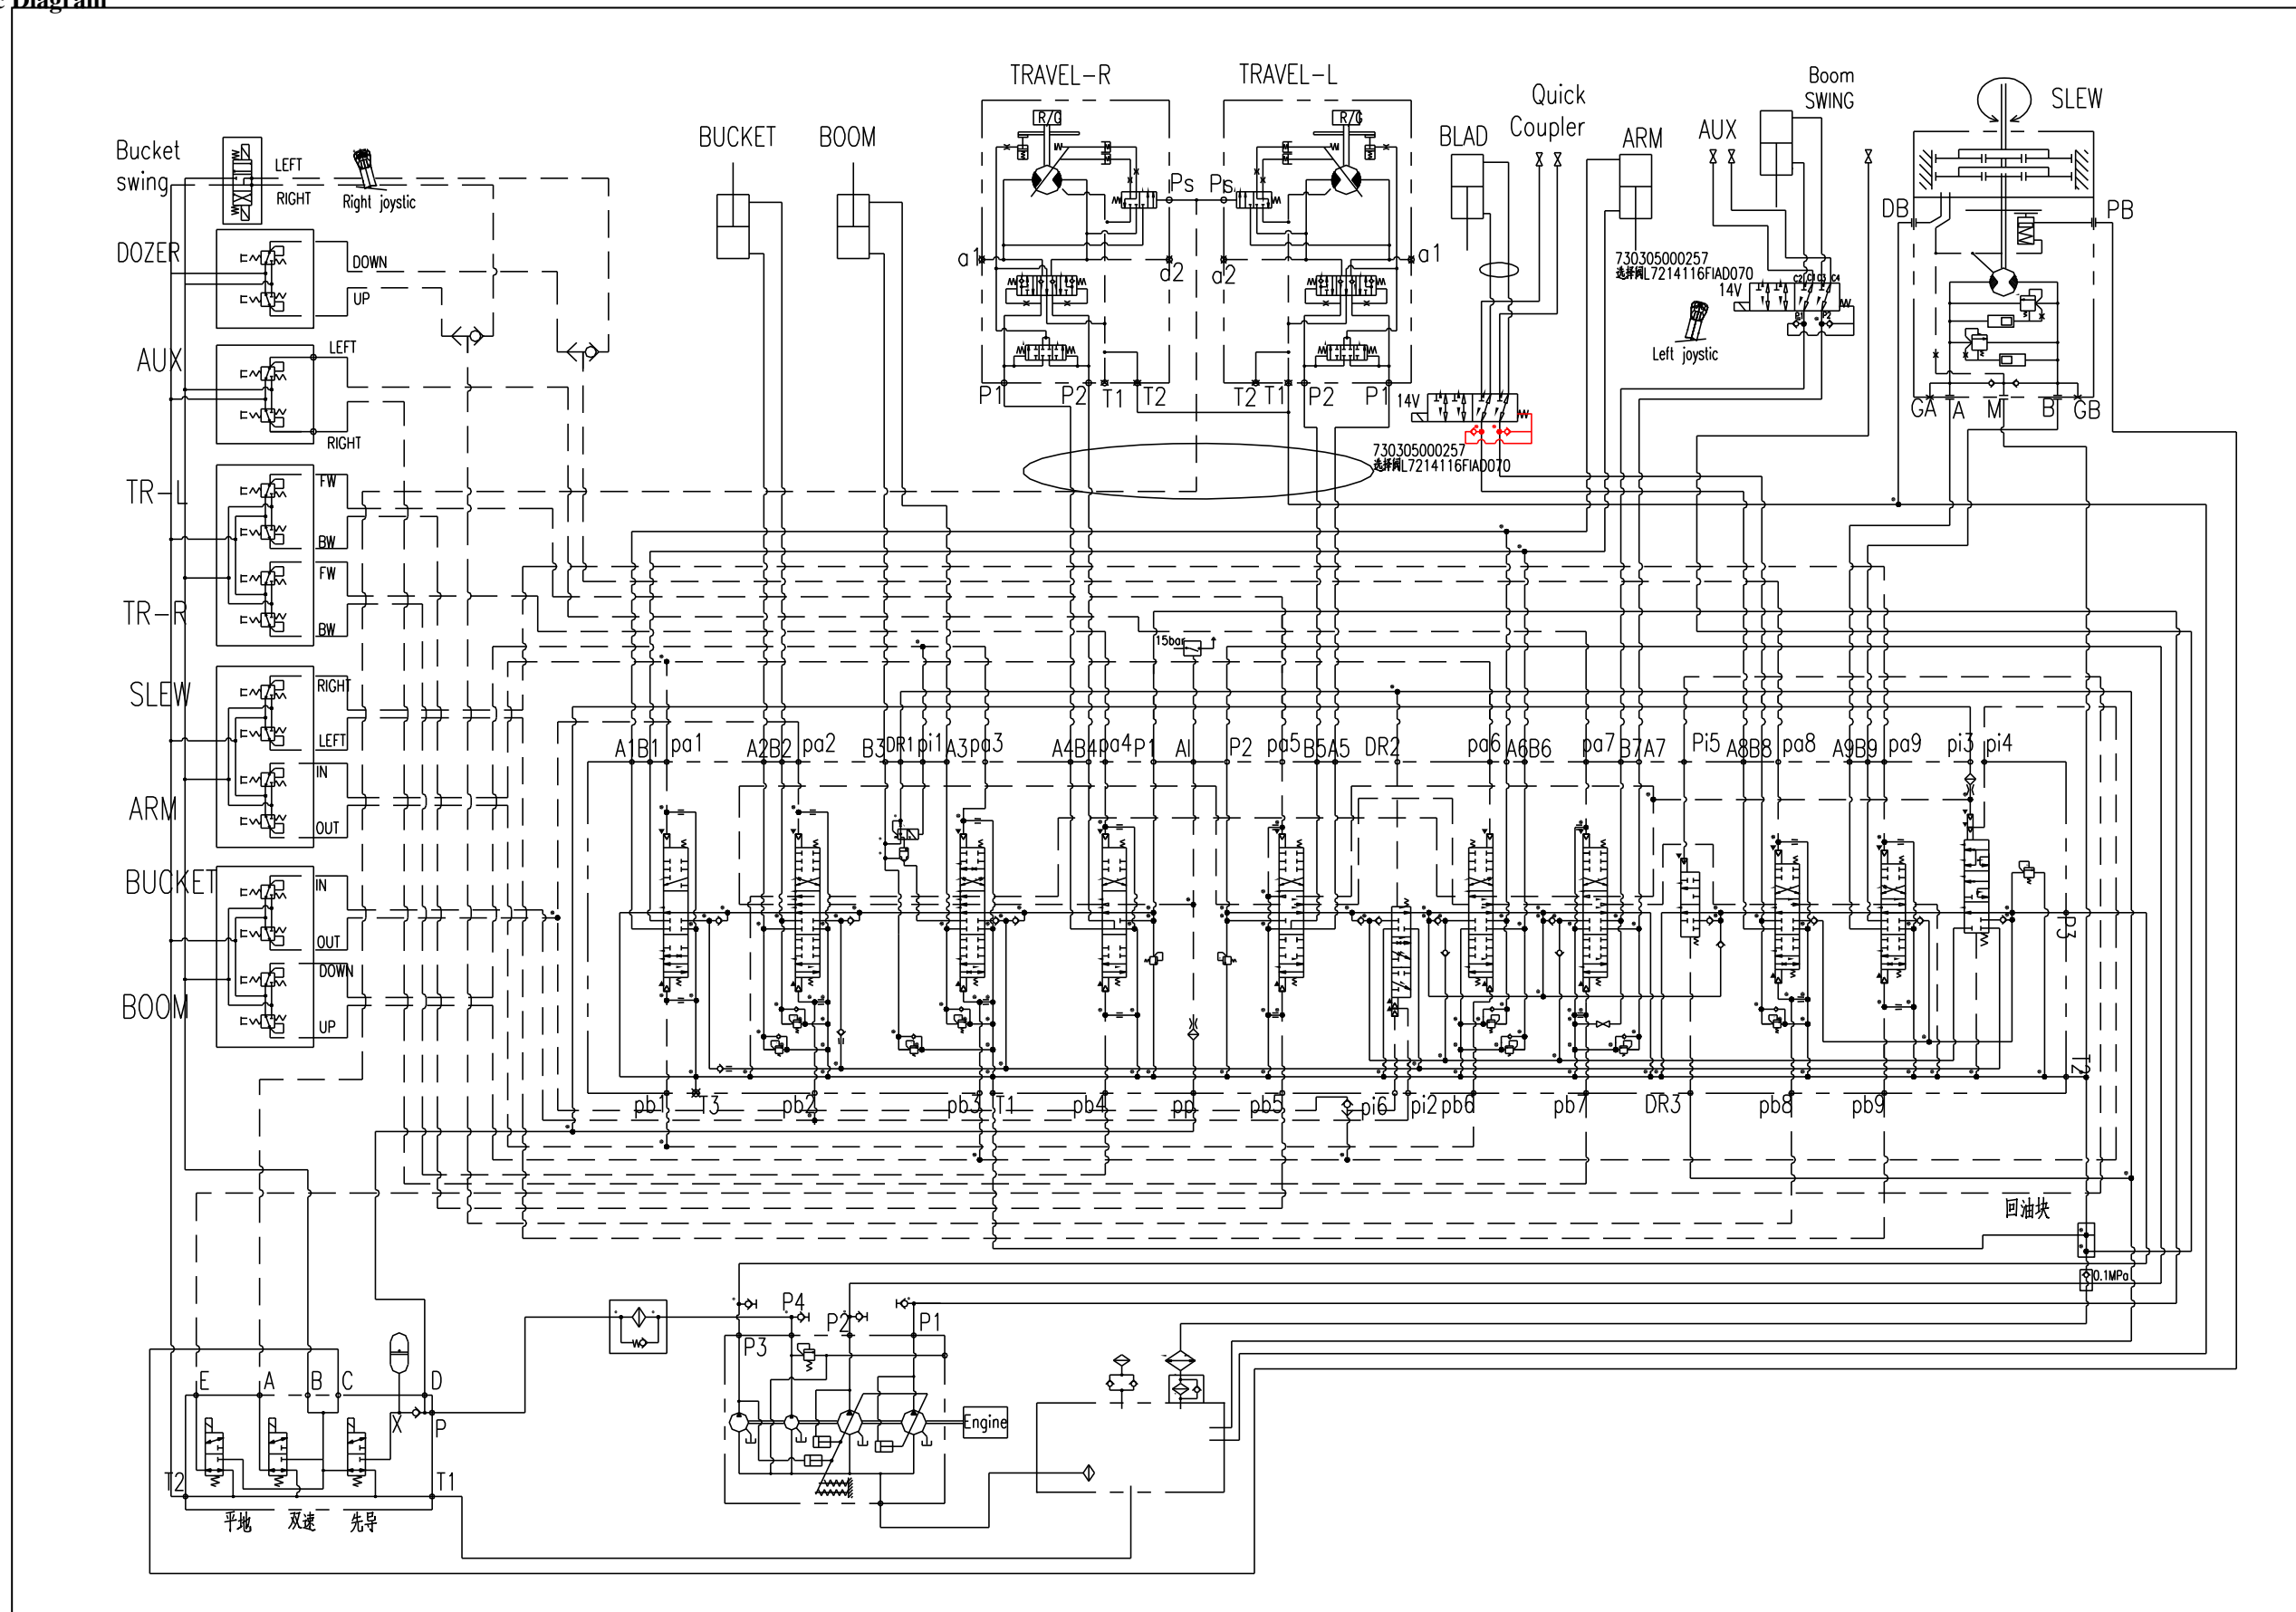 c Diagram
TRAVEL-R
TRAVEL-L
Quick
Coupler
Boom
SWING
SLEW
Bucket
swing
LEFT
RIGHT
Right joystic
BUCKET
BOOM
BLAD
ARM
AUX
R/G
R/G
Ps
Ps
DB
PB
DOZER
DOWN
UP
a1
a2
a2
a1
730305000257
选择阀L7214116FIAD070
14V
C2
C1
C3
C4
P1
P2
Left joystic
AUX
LEFT
RIGHT
P1
P2
T1
T2
T2
T1
P2
P1
14V
GA
A
M
B
GB
730305000257
选择阀L7214116FIAD070
TR-L
FW
BW
TR-R
FW
BW
15bar
SLEW
RIGHT
LEFT
A1
B1
pa1
A2
B2
pa2
B3
DR1
pi1
A3
pa3
A4
B4
pa4
P1
AI
P2
pa5
B5
A5
DR2
pa6
A6
B6
pa7
B7
A7
Pi5
A8
B8
pa8
A9
B9
pa9
pi3
pi4
ARM
IN
OUT
BUCKET
IN
OUT
P3
BOOM
DOWN
UP
T2
pb1
T3
pb2
pb3
T1
pb4
pp
pb5
pi6
pi2
pb6
pb7
DR3
pb8
pb9
回油块
0.1MPa
P4
P2
P1
P3
E
A
B
C
D
P
Engine
T2
T1
平地
双速
先导